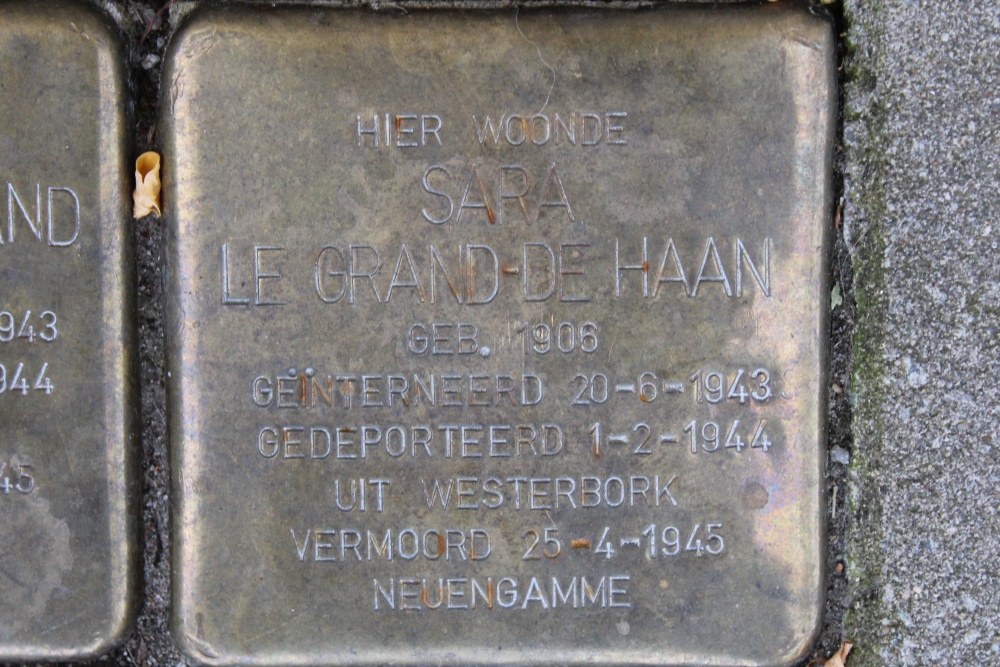 HIER WOONDE
SARA
LE GRAND-DE HAAN
GEB. 1906
GEÏNTERNEERD 20-6-1943
GEDEPORTEERD 1-2-1944
UIT WESTERBORK
VERMOORD 25-4-1945
NEUENGAMME